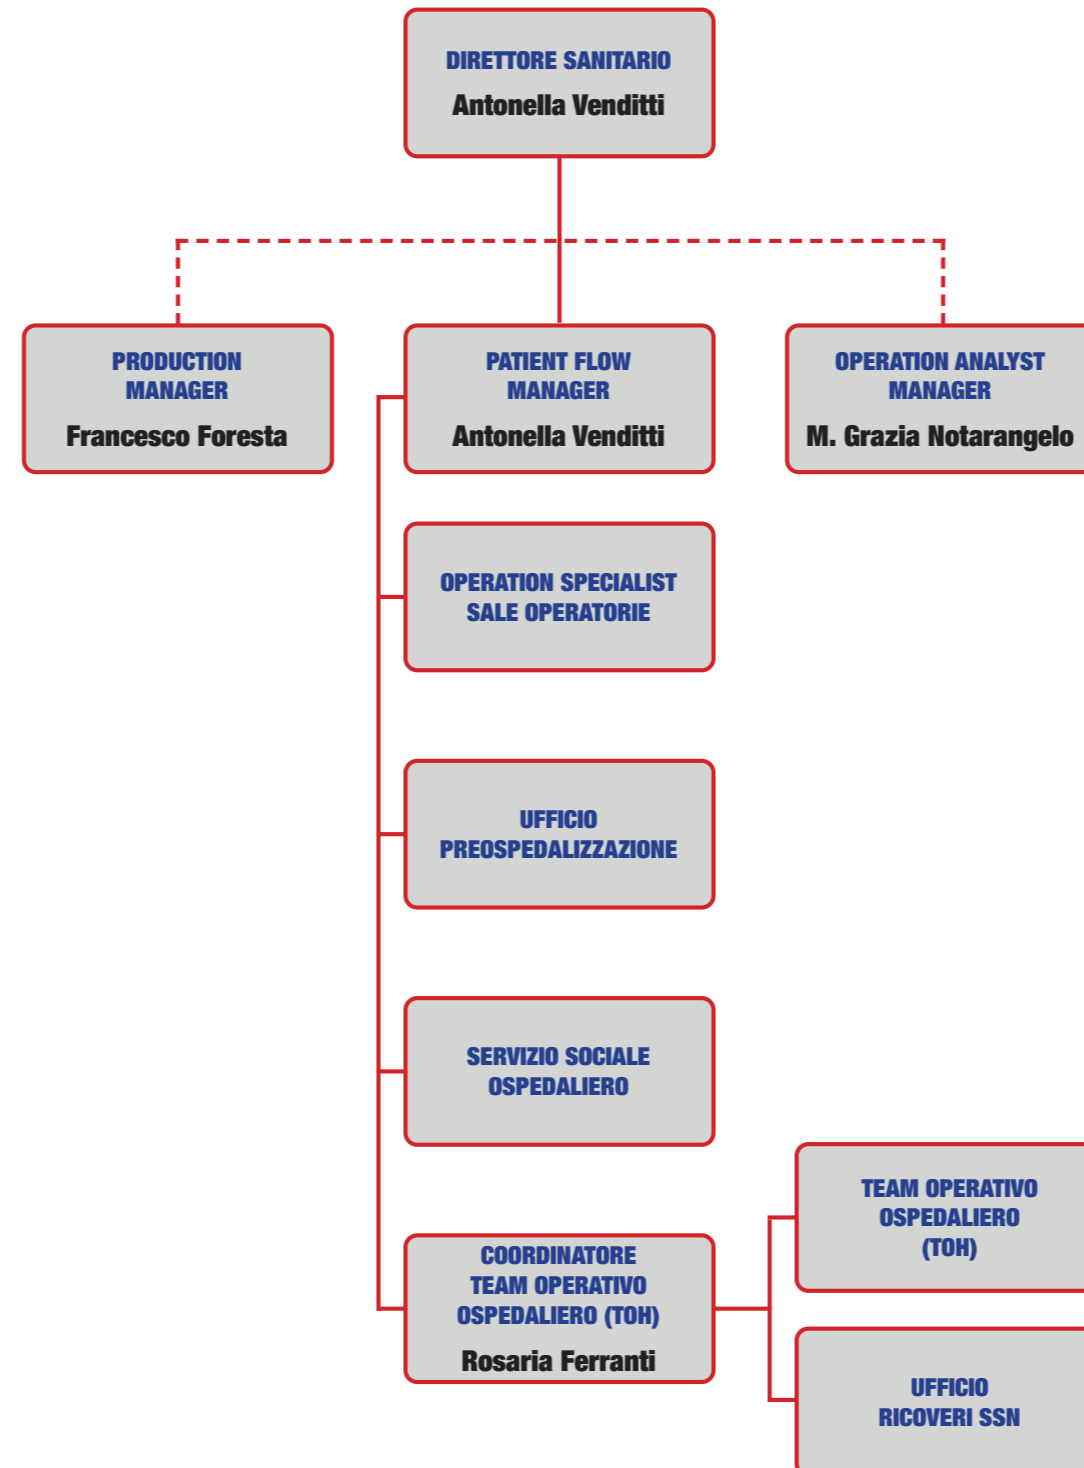 DIRETTORE SANITARIO
Antonella Venditti
PRODUCTION
MANAGER
Francesco Foresta
PATIENT FLOW
MANAGER
Antonella Venditti
OPERATION ANALYST
MANAGER
M. Grazia Notarangelo
OPERATION SPECIALIST
SALE OPERATORIE
UFFICIO
PREOSPEDALIZZAZIONE
SERVIZIO SOCIALE
OSPEDALIERO
COORDINATORE
TEAM OPERATIVO
OSPEDALIERO (TOH)
Rosaria Ferranti
TEAM OPERATIVO
OSPEDALIERO
(TOH)
UFFICIO
RICOVERI SSN